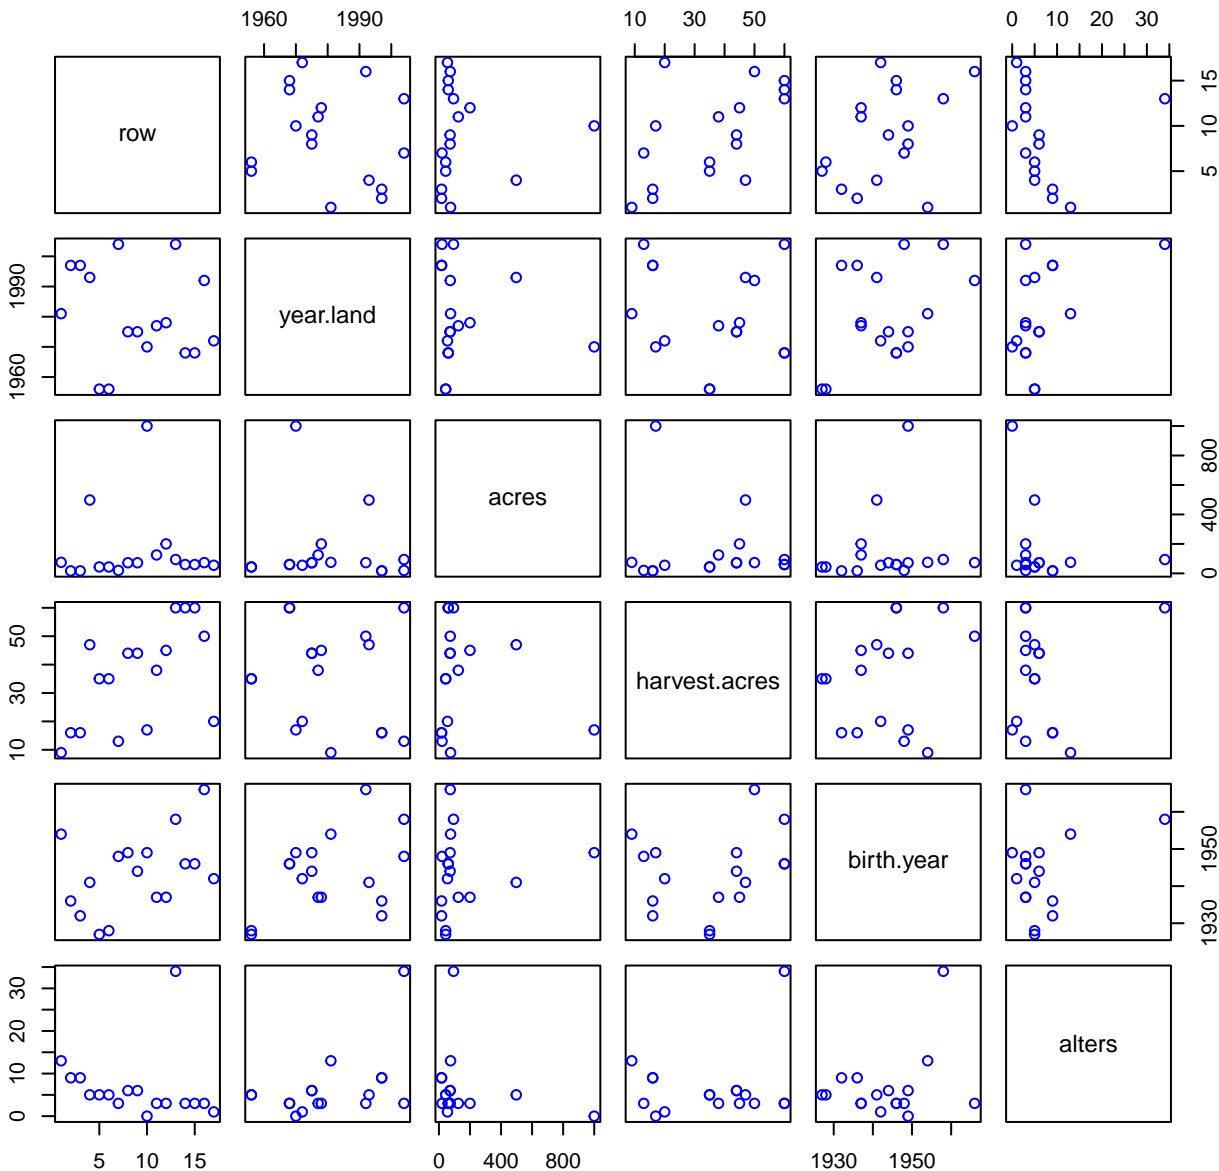 1960 1990 10 30 50 0 10 20 30
row 5 10 15
1960 1990 year.land
acres 0 400 800
10 30 50 harvest.acres
birth.year 1930 1950
0 10 20 30 alters
5 10 15 0 400 800 1930 1950